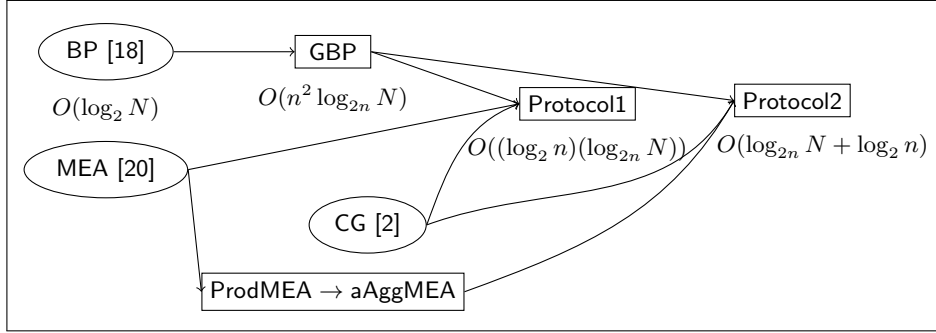 BP [18]
GBP
O(log₂ N)
O(n² log₂ₙ N)
Protocol1
Protocol2
O((log₂ n)(log₂ₙ N))
O(log₂ₙ N + log₂ n)
MEA [20]
CG [2]
ProdMEA → aAggMEA